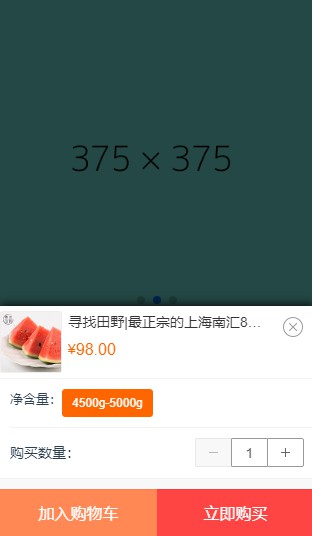 375 × 375
寻找田野|最正宗的上海南汇8...
¥98.00
净含量:
4500g-5000g
购买数量:
− 1 +
加入购物车
立即购买